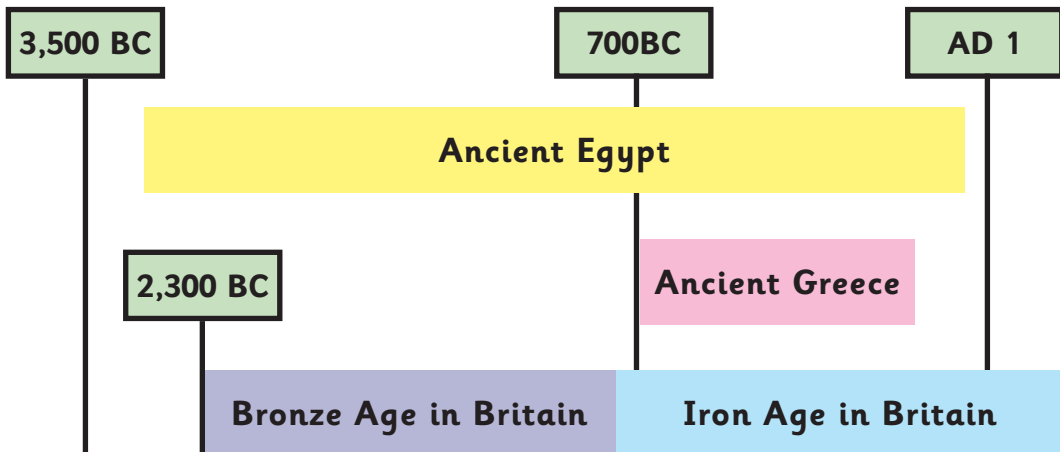 3,500 BC
700BC
AD 1
Ancient Egypt
Ancient Greece
2,300 BC
Bronze Age in Britain
Iron Age in Britain